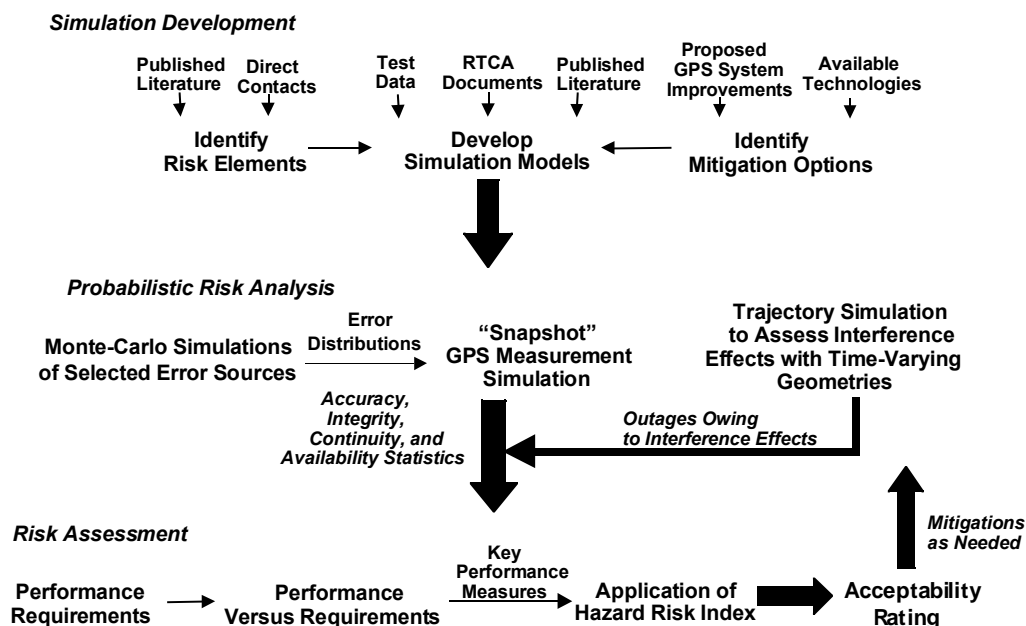 Simulation Development
Published
Literature
Direct
Contacts
Test
Data
RTCA
Documents
Published
Literature
Proposed
GPS System
Improvements
Available
Technologies
Identify
Risk Elements
Develop
Simulation Models
Identify
Mitigation Options
Probabilistic Risk Analysis
Monte-Carlo Simulations
of Selected Error Sources
Error
Distributions
“Snapshot”
GPS Measurement
Simulation
Trajectory Simulation
to Assess Interference
Effects with Time-Varying
Geometries
Accuracy,
Integrity,
Continuity, and
Availability Statistics
Outages Owing
to Interference Effects
Mitigations
as Needed
Risk Assessment
Performance
Requirements
Performance
Versus Requirements
Key
Performance
Measures
Application of
Hazard Risk Index
Acceptability
Rating